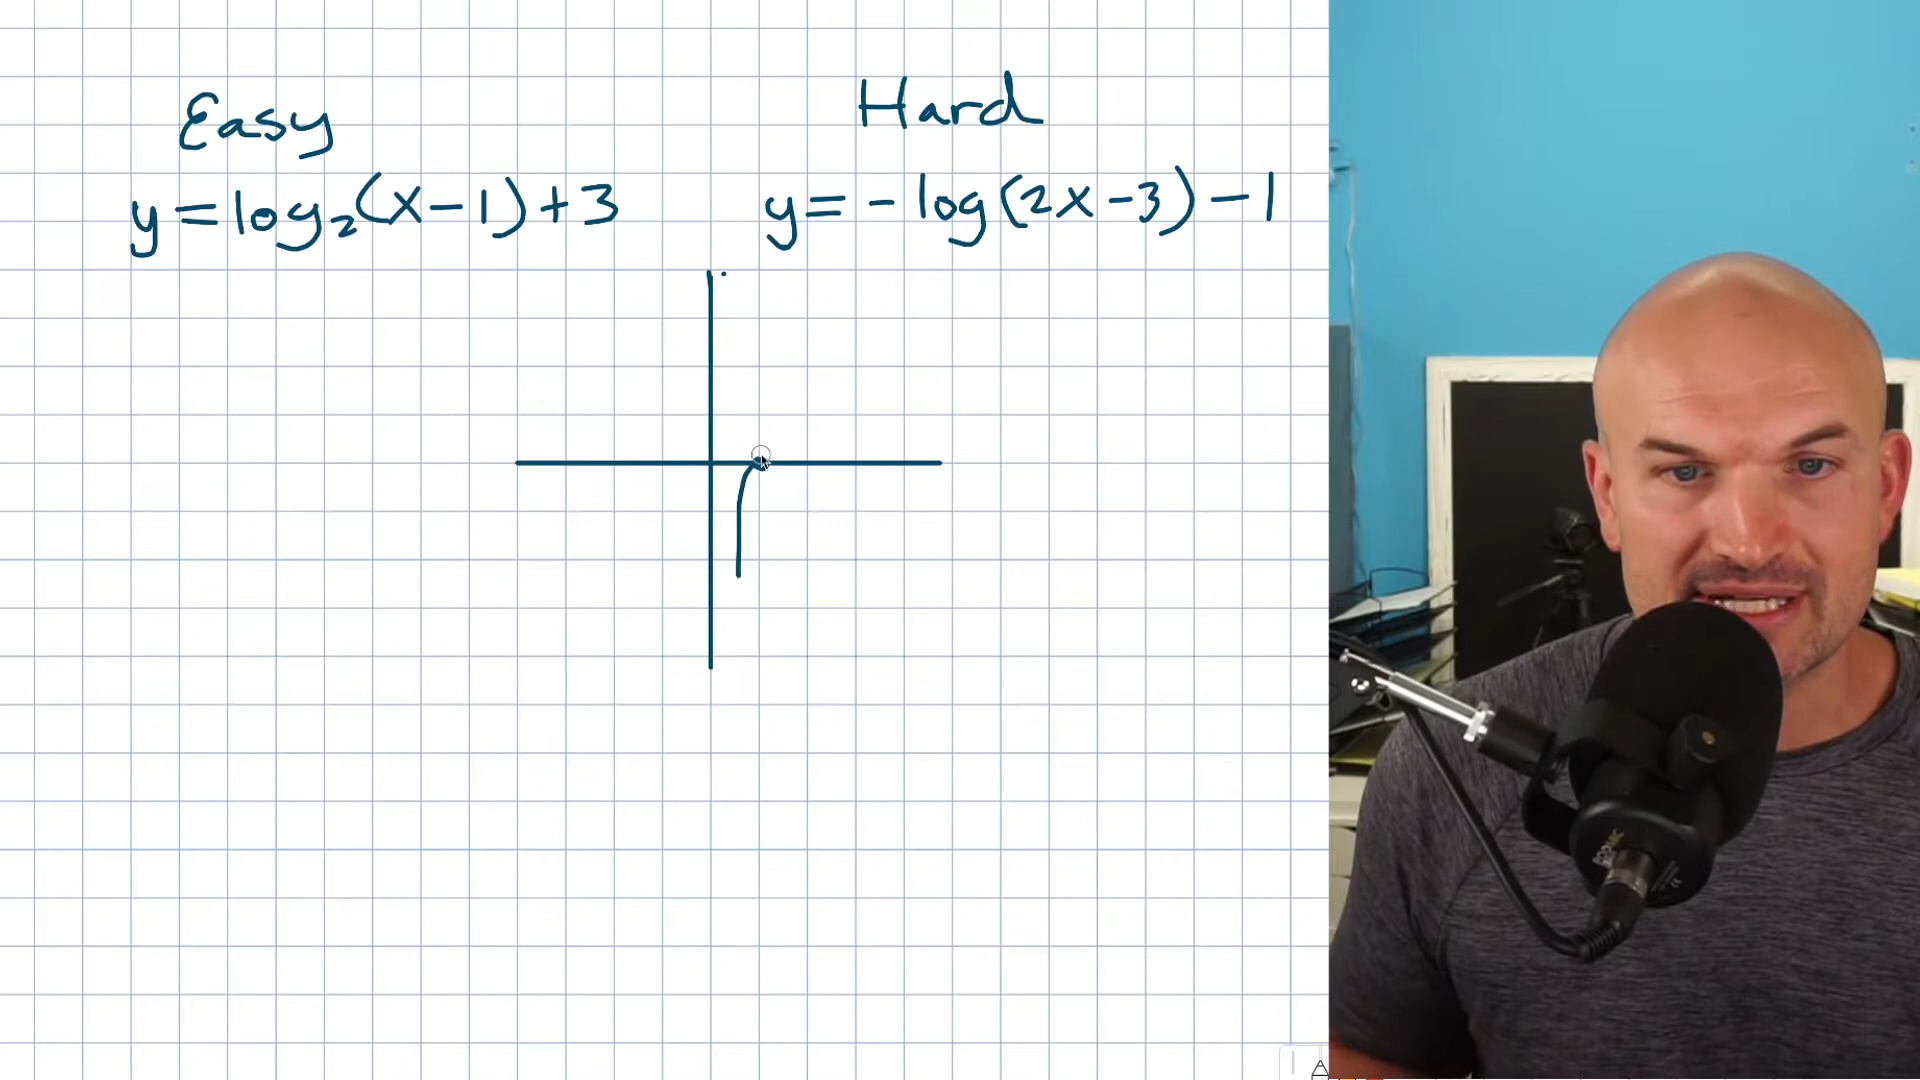 Easy
y=log₂(x-1)+3
Hard
y=-log(2x-3)-1